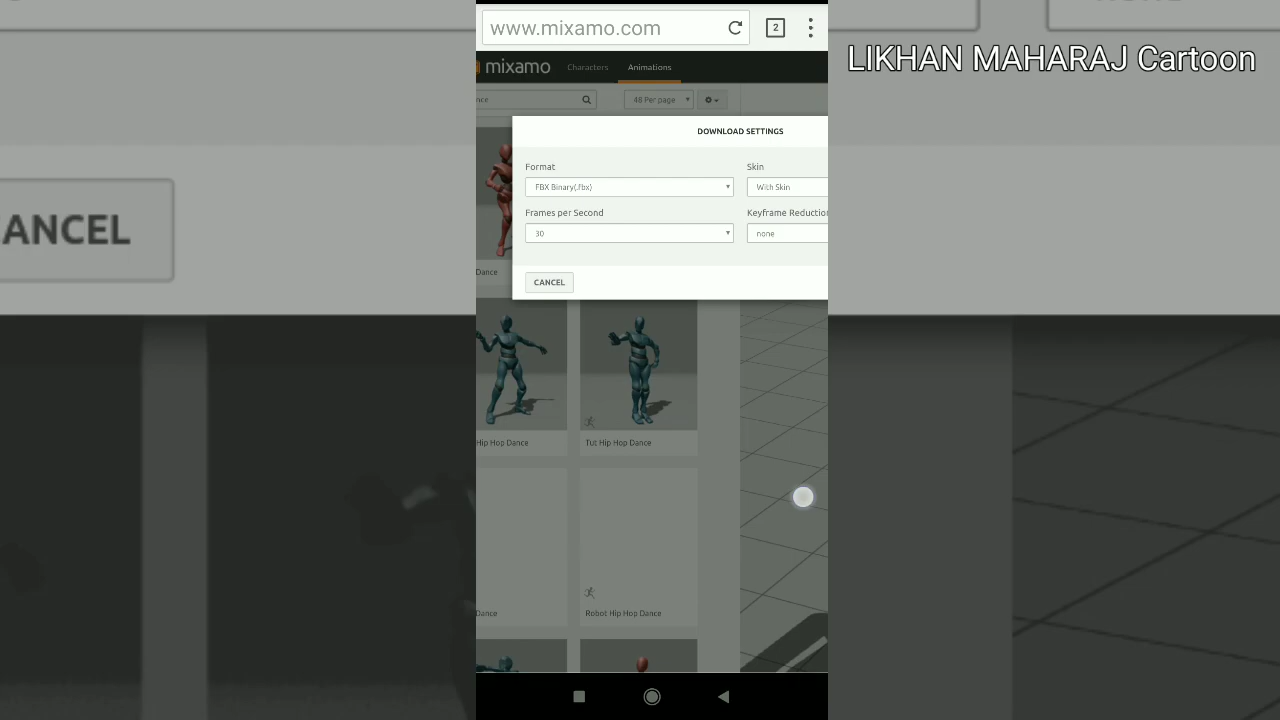 www.mixamo.com
2
LIKHAN MAHARAJ Cartoon
mixamo
Characters
Animations
nce
48 Per page
DOWNLOAD SETTINGS
Format
Skin
FBX Binary(.fbx)
With Skin
Frames per Second
Keyframe Reduction
30
none
ANCEL
Dance
CANCEL
Hip Hop Dance
Tut Hip Hop Dance
Dance
Robot Hip Hop Dance